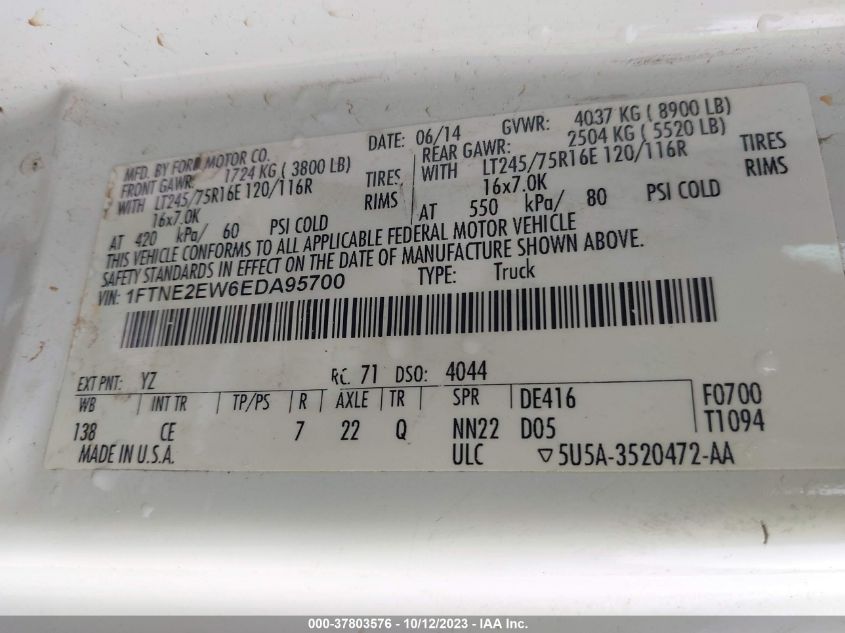 MFD. BY FORD MOTOR CO. DATE: 06/14 GVWR: 4037 KG ( 8900 LB)
FRONT GAWR: 1724 KG ( 3800 LB) REAR GAWR: 2504 KG ( 5520 LB)
WITH LT245/75R16E 120/116R TIRES WITH LT245/75R16E 120/116R TIRES
16x7.0K RIMS 16x7.0K RIMS
AT 420 kPa/ 60 PSI COLD AT 550 kPa/ 80 PSI COLD
THIS VEHICLE CONFORMS TO ALL APPLICABLE FEDERAL MOTOR VEHICLE
SAFETY STANDARDS IN EFFECT ON THE DATE OF MANUFACTURE SHOWN ABOVE.
VIN: 1FTNE2EW6EDA95700 TYPE: Truck
EXT PNT: YZ RC: 71 DSO: 4044
WB INT TR TP/PS R AXLE TR SPR DE416 F0700
138 CE 7 22 Q NN22 D05 T1094
MADE IN U.S.A. ULC ▽5U5A-3520472-AA
000-37803576 - 10/12/2023 - IAA Inc.